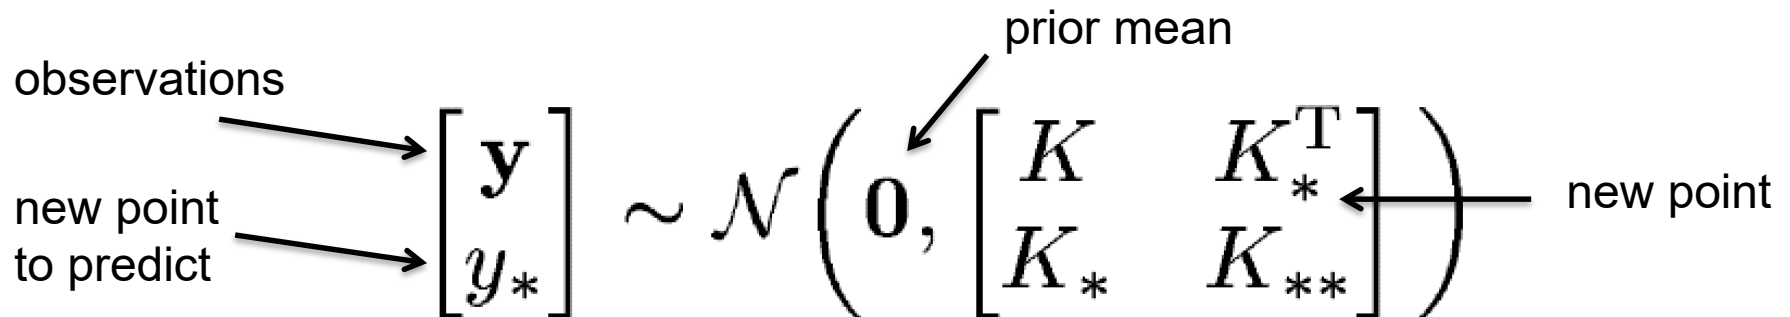 prior mean
observations
new point
to predict
[y y_*] ~ 𝒩(0, [K K_*^T K_* K_**])
new point